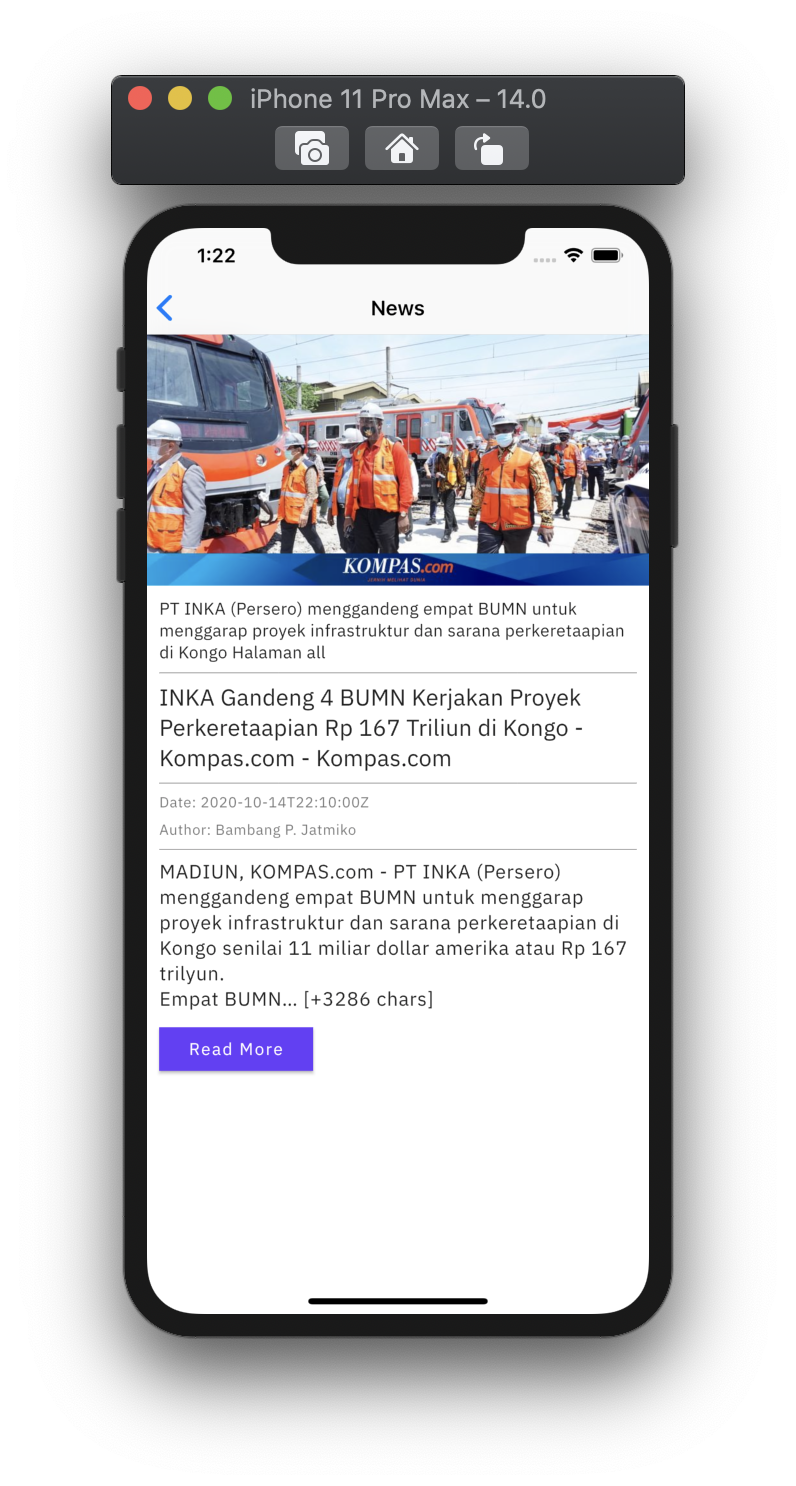 iPhone 11 Pro Max – 14.0
1:22
News
KOMPAS.com
JERNIH MELIHAT DUNIA
PT INKA (Persero) menggandeng empat BUMN untuk
menggarap proyek infrastruktur dan sarana perkeretaapian
di Kongo Halaman all
INKA Gandeng 4 BUMN Kerjakan Proyek
Perkeretaapian Rp 167 Triliun di Kongo -
Kompas.com - Kompas.com
Date: 2020-10-14T22:10:00Z
Author: Bambang P. Jatmiko
MADIUN, KOMPAS.com - PT INKA (Persero)
menggandeng empat BUMN untuk menggarap
proyek infrastruktur dan sarana perkeretaapian di
Kongo senilai 11 miliar dollar amerika atau Rp 167
trilyun.
Empat BUMN… [+3286 chars]
Read More